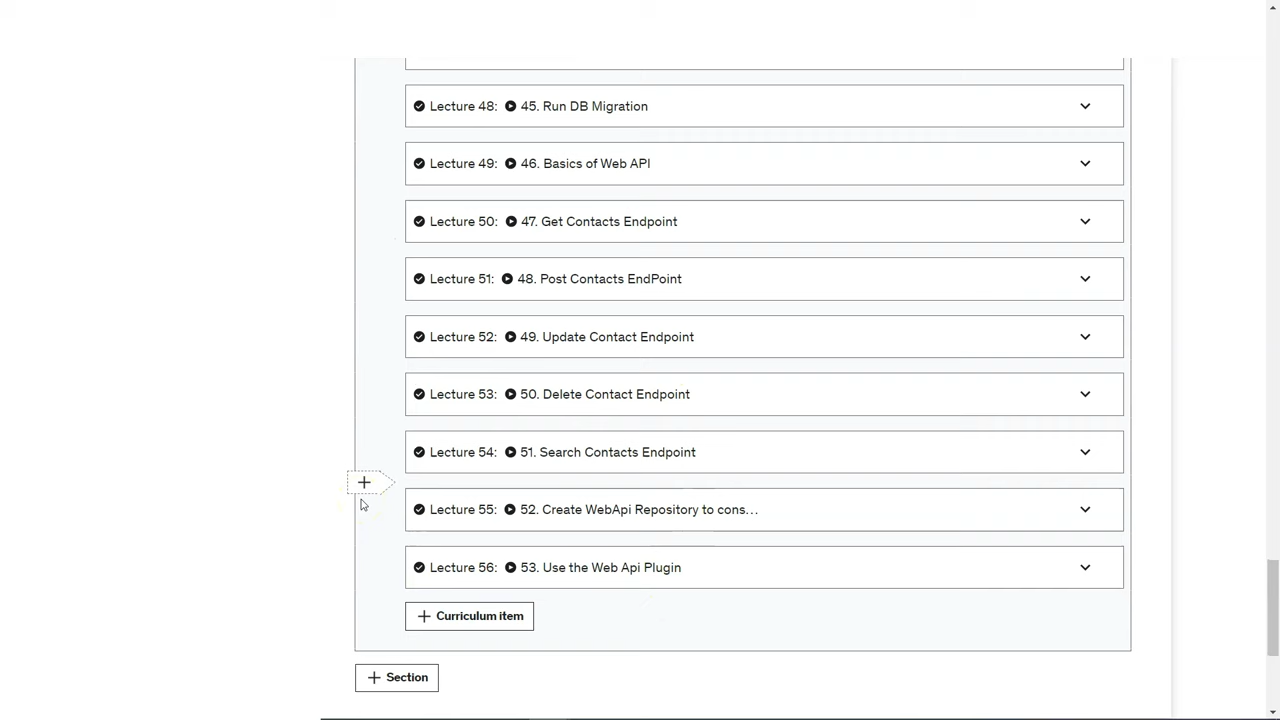 Lecture 48: 45. Run DB Migration
Lecture 49: 46. Basics of Web API
Lecture 50: 47. Get Contacts Endpoint
Lecture 51: 48. Post Contacts EndPoint
Lecture 52: 49. Update Contact Endpoint
Lecture 53: 50. Delete Contact Endpoint
Lecture 54: 51. Search Contacts Endpoint
Lecture 55: 52. Create WebApi Repository to cons...
Lecture 56: 53. Use the Web Api Plugin
+ Curriculum item
+ Section